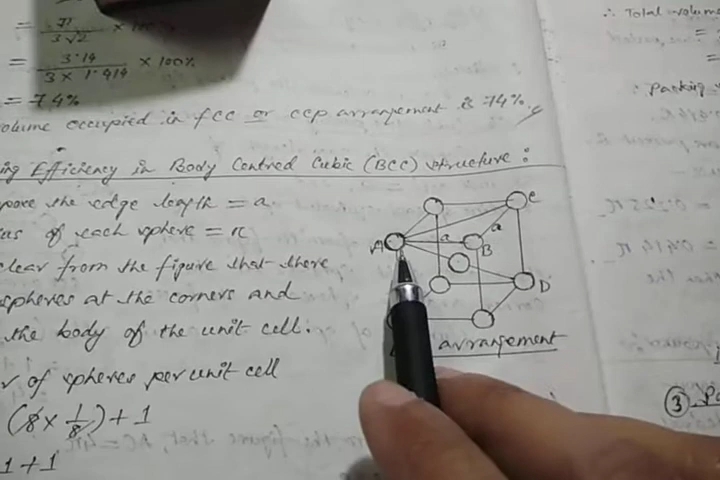 = π/3√2 × 100%
= 3.14/3 × 1.414 × 100%
= 74%
volume occupied in fcc or ccp arrangement is 74%.
ing Efficiency in Body Centred Cubic (BCC) structure :
pose the edge length = a
us of each sphere = r
clear from the figure that there
spheres at the corners and
the body of the unit cell.
r of spheres per unit cell
(8 × 1/8) + 1
1 + 1
A
a
B
a
C
D
arrangement
∴ Total volume
=
=
∴ Packing
3